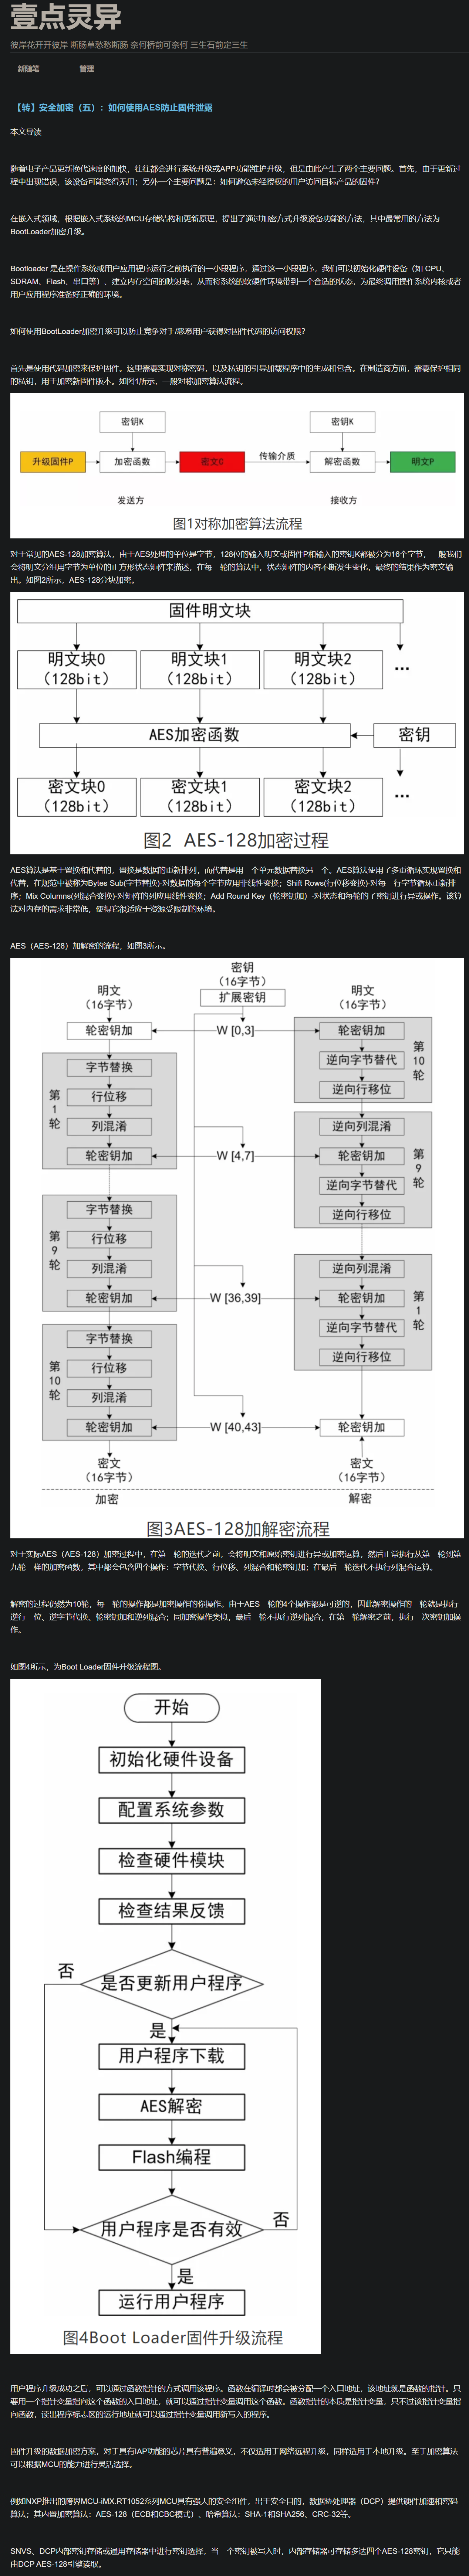 壹点灵异
彼岸花开开彼岸 断肠草愁愁断肠 奈何桥前可奈何 三生石前定三生
新随笔 管理
【转】安全加密（五）：如何使用AES防止固件泄露
本文导读
随着电子产品更新换代速度的加快，往往都会进行系统升级或APP功能维护升级，但是由此产生了两个主要问题。首先，由于更新过
程中出现错误，该设备可能变得无用；另外一个主要问题是：如何避免未经授权的用户访问目标产品的固件？
在嵌入式领域，根据嵌入式系统的MCU存储结构和更新原理，提出了通过加密方式升级设备功能的方法，其中最常用的方法为
BootLoader加密升级。
Bootloader 是在操作系统或用户应用程序运行之前执行的一小段程序，通过这一小段程序，我们可以初始化硬件设备（如 CPU、
SDRAM、Flash、串口等）、建立内存空间的映射表，从而将系统的软硬件环境带到一个合适的状态，为最终调用操作系统内核或者
用户应用程序准备好正确的环境。
如何使用BootLoader加密升级可以防止竞争对手/恶意用户获得对固件代码的访问权限？
首先是使用代码加密来保护固件。这里需要实现对称密码，以及私钥的引导加载程序中的生成和包含。在制造商方面，需要保护相同
的私钥，用于加密新固件版本。如图1所示，一般对称加密算法流程。
密钥K 密钥K
升级固件P 加密函数 密文C 传输介质 解密函数 明文P
发送方 接收方
图1对称加密算法流程
对于常见的AES-128加密算法，由于AES处理的单位是字节，128位的输入明文或固件P和输入的密钥K都被分为16个字节，一般我们
会将明文分组用字节为单位的正方形状态矩阵来描述，在每一轮的算法中，状态矩阵的内容不断发生变化，最终的结果作为密文输
出。如图2所示，AES-128分块加密。
固件明文块
明文块0 明文块1 明文块2 ...
（128bit） （128bit） （128bit）
AES加密函数 密钥
密文块0 密文块1 密文块2 ...
（128bit） （128bit） （128bit）
图2 AES-128加密过程
AES算法是基于置换和代替的，置换是数据的重新排列，而代替是用一个单元数据替换另一个。AES算法使用了多重循环实现置换和
代替，在规范中被称为Bytes Sub(字节替换)-对数据的每个字节应用非线性变换；Shift Rows(行位移变换)-对每一行字节循环重新排
序；Mix Columns(列混合变换)-对矩阵的列应用线性变换；Add Round Key（轮密钥加）-对状态和每轮的子密钥进行异或操作。该算
法对内存的需求非常低，使得它很适应于资源受限制的环境。
AES（AES-128）加解密的流程，如图3所示。
密钥
（16字节）
明文 明文
（16字节） 扩展密钥 （16字节）
轮密钥加 W [0,3] 轮密钥加
字节替换 逆向字节替代
行位移 逆向行移位
第10轮
第1轮
列混淆 逆向列混淆
轮密钥加 W [4,7] 轮密钥加
逆向字节替代
字节替换 逆向行移位
第9轮
行位移
第9轮
列混淆 逆向列混淆
轮密钥加 W [36,39] 轮密钥加
字节替换 逆向字节替代
行位移 逆向行移位
第1轮
第10轮
列混淆
轮密钥加 W [40,43] 轮密钥加
密文 密文
（16字节） （16字节）
加密 解密
图3AES-128加解密流程
对于实际AES（AES-128）加密过程中，在第一轮的迭代之前，会将明文和原始密钥进行异或加密运算，然后正常执行从第一轮到第
九轮一样的加密函数，其中都会包含四个操作：字节代换、行位移、列混合和轮密钥加；在最后一轮迭代不执行列混合运算。
解密的过程仍然为10轮，每一轮的操作都是加密操作的你操作。由于AES一轮的4个操作都是可逆的，因此解密操作的一轮就是执行
逆行一位、逆字节代换、轮密钥加和逆列混合；同加密操作类似，最后一轮不执行逆列混合，在第一轮解密之前，执行一次密钥加操
作。
如图4所示，为Boot Loader固件升级流程图。
开始
初始化硬件设备
配置系统参数
检查硬件模块
检查结果反馈
否
是否更新用户程序
是
用户程序下载
AES解密
Flash编程
用户程序是否有效
否
是
运行用户程序
图4Boot Loader固件升级流程
用户程序升级成功之后，可以通过函数指针的方式调用该程序。函数在编译时都会被分配一个入口地址，该地址就是函数的指针。只
要用一个指针变量指向这个函数的入口地址，就可以通过指针变量调用这个函数。函数指针的本质是指针变量，只不过该指针变量指
向函数，读出程序标志区的运行地址就可以通过指针变量调用新写入的程序。
固件升级的数据加密方案，对于具有IAP功能的芯片具有普遍意义，不仅适用于网络远程升级，同样适用于本地升级。至于加密算法
可以根据MCU的能力进行灵活选择。
例如NXP推出的跨界MCU-iMX.RT1052系列MCU具有强大的安全组件，出于安全目的，数据协处理器（DCP）提供硬件加速和密码
算法；其内置加密算法：AES-128（ECB和CBC模式）、哈希算法：SHA-1和SHA256、CRC-32等。
SNVS、DCP内部密钥存储或通用存储器中进行密钥选择，当一个密钥被写入时，内部存储器可存储多达四个AES-128密钥，它只能
由DCP AES-128引擎读取。